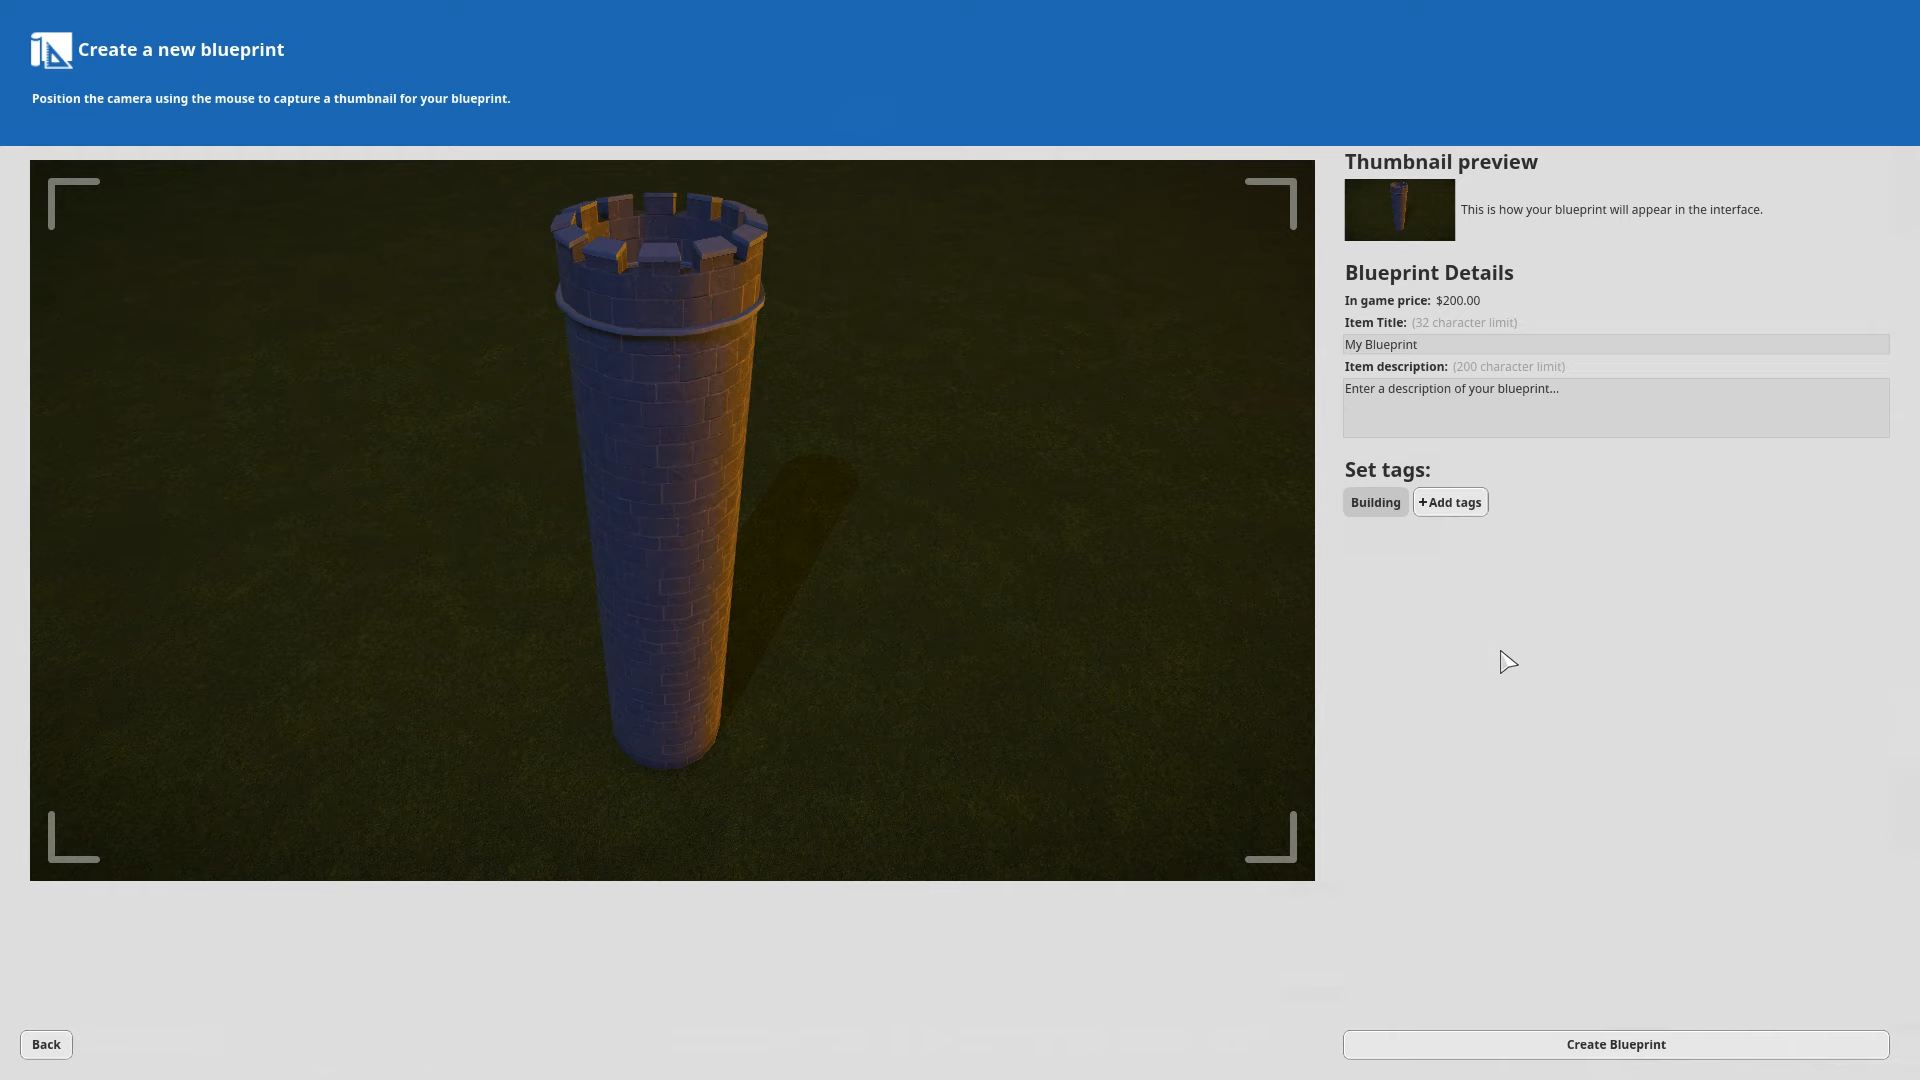 Create a new blueprint
Position the camera using the mouse to capture a thumbnail for your blueprint.
Thumbnail preview
This is how your blueprint will appear in the interface.
Blueprint Details
In game price: $200.00
Item Title: (32 character limit)
My Blueprint
Item description: (200 character limit)
Enter a description of your blueprint...
Set tags:
Building
+Add tags
Back
Create Blueprint